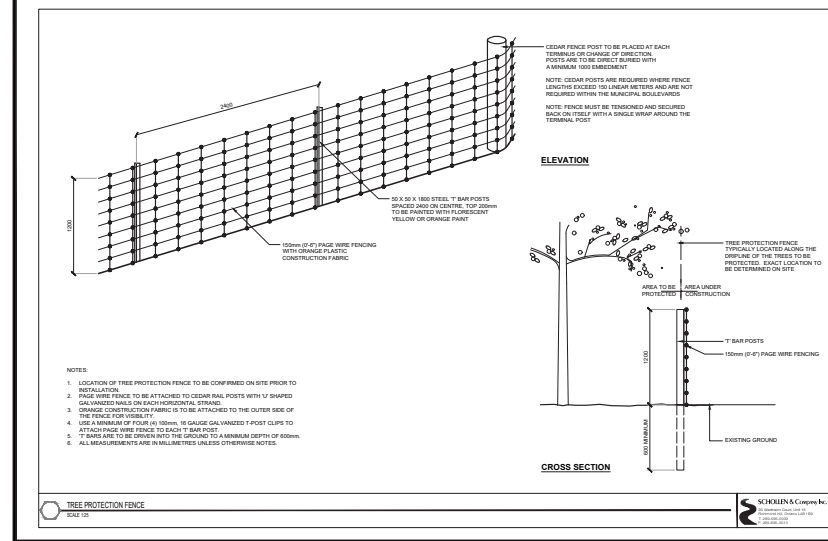 CEDAR FENCE POST TO BE PLACED AT EACH
TERMINUS OR CHANGE OF DIRECTION.
POSTS ARE TO BE DIRECT BURIED WITH
A MINIMUM 1000 EMBEDMENT
NOTE: CEDAR POSTS ARE REQUIRED WHERE FENCE
LENGTHS EXCEED 150 LINEAR METERS AND ARE NOT
REQUIRED WITHIN THE MUNICIPAL BOULEVARDS
NOTE: FENCE MUST BE TENSIONED AND SECURED
BACK ON ITSELF WITH A SINGLE WRAP AROUND THE
TERMINAL POST
2400
ELEVATION
1200
50 X 50 X 1800 STEEL 'T' BAR POSTS
SPACED 2400 ON CENTRE, TOP 200mm
TO BE PAINTED WITH FLORESCENT
YELLOW OR ORANGE PAINT
150mm (0'-6") PAGE WIRE FENCING
WITH ORANGE PLASTIC
CONSTRUCTION FABRIC
TREE PROTECTION FENCE
TYPICALLY LOCATED ALONG THE
DRIPLINE OF THE TREES TO BE
PROTECTED. EXACT LOCATION TO
BE DETERMINED ON SITE
AREA TO BE
PROTECTED
AREA UNDER
CONSTRUCTION
'T' BAR POSTS
150mm (0'-6") PAGE WIRE FENCING
1200
600 MINIMUM
EXISTING GROUND
CROSS SECTION
NOTES:
1. LOCATION OF TREE PROTECTION FENCE TO BE CONFIRMED ON SITE PRIOR TO
INSTALLATION.
2. PAGE WIRE FENCE TO BE ATTACHED TO CEDAR RAIL POSTS WITH 'U' SHAPED
GALVANIZED NAILS ON EACH HORIZONTAL STRAND.
3. ORANGE CONSTRUCTION FABRIC IS TO BE ATTACHED TO THE OUTER SIDE OF
THE FENCE FOR VISIBILITY.
4. USE A MINIMUM OF FOUR (4) 100mm, 16 GAUGE GALVANIZED T-POST CLIPS TO
ATTACH PAGE WIRE FENCE TO EACH 'T' BAR POST.
5. 'T' BARS ARE TO BE DRIVEN INTO THE GROUND TO A MINIMUM DEPTH OF 600mm.
6. ALL MEASUREMENTS ARE IN MILLIMETRES UNLESS OTHERWISE NOTES.
TREE PROTECTION FENCE
SCALE 1:25
SCHOLLEN & Company Inc.